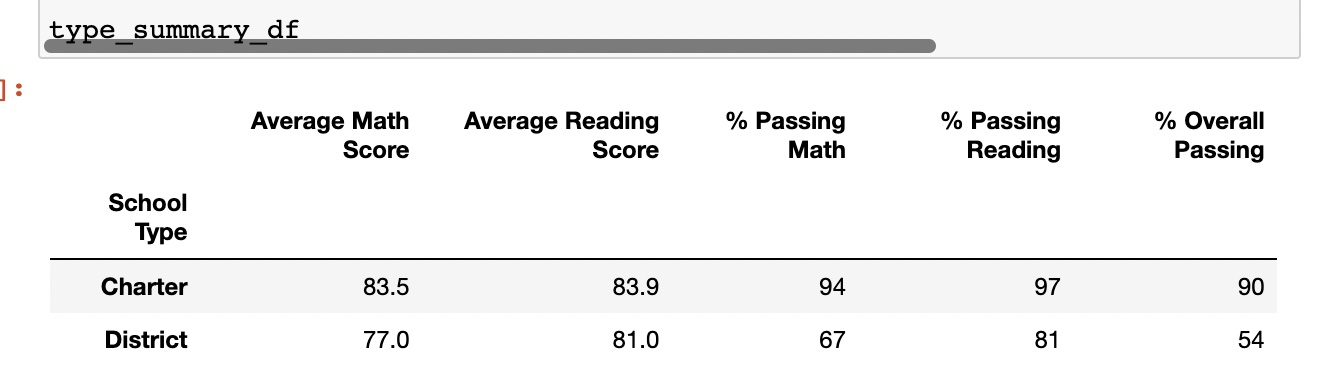 type_summary_df
]:
Average Math Average Reading % Passing % Passing % Overall
Score Score Math Reading Passing
School
Type
Charter 83.5 83.9 94 97 90
District 77.0 81.0 67 81 54